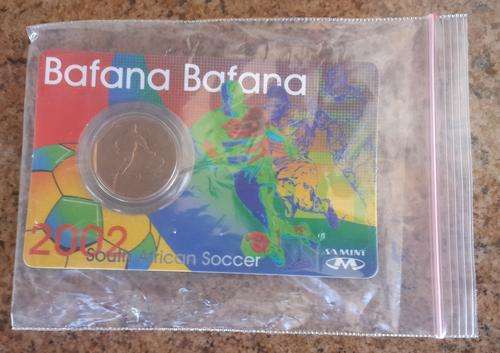 Bafana Bafana
2002
South African Soccer
SA MINT